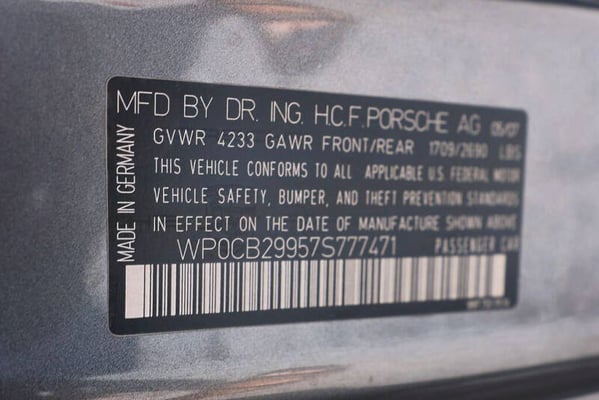 MFD BY DR. ING. H.C.F. PORSCHE AG 05/07
GVWR 4233 GAWR FRONT/REAR 1709/2690 LBS
THIS VEHICLE CONFORMS TO ALL APPLICABLE U.S. FEDERAL MOTOR
VEHICLE SAFETY, BUMPER, AND THEFT PREVENTION STANDARDS
IN EFFECT ON THE DATE OF MANUFACTURE SHOWN ABOVE
WP0CB29957S777471 PASSENGER CAR
MADE IN GERMANY